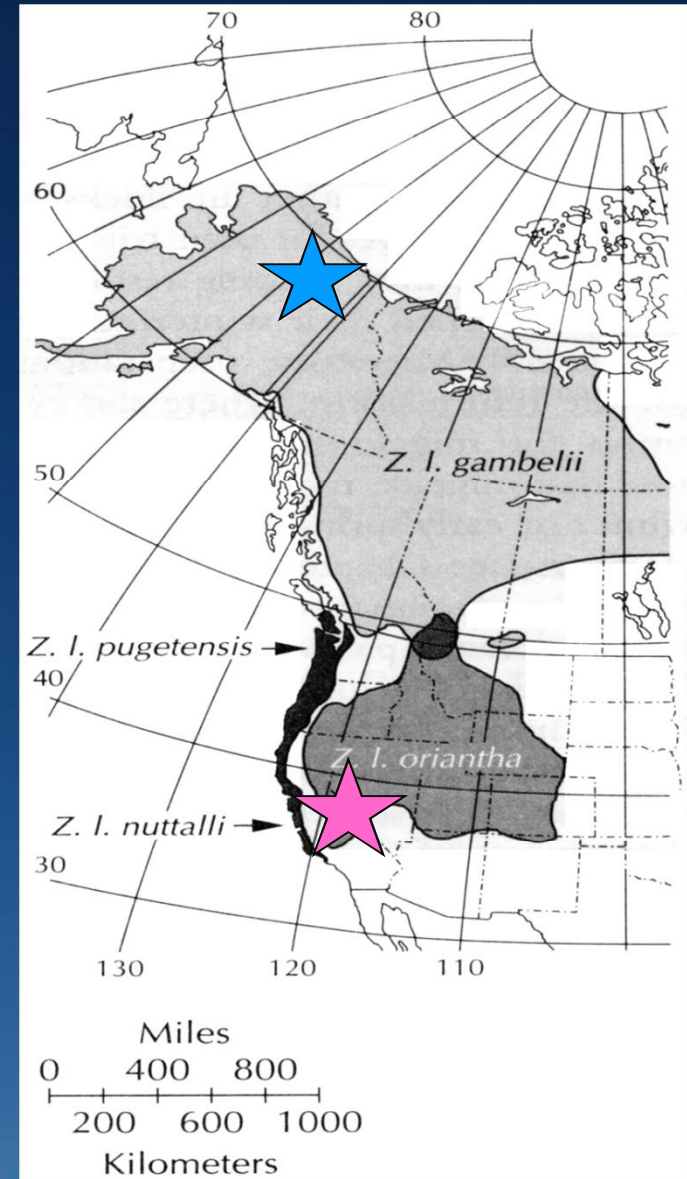 70 80
60
Z. l. gambelii
50
Z. l. pugetensis
40
Z. l. oriantha
Z. l. nuttalli
30
130 120 110
Miles
0 400 800
200 600 1000
Kilometers